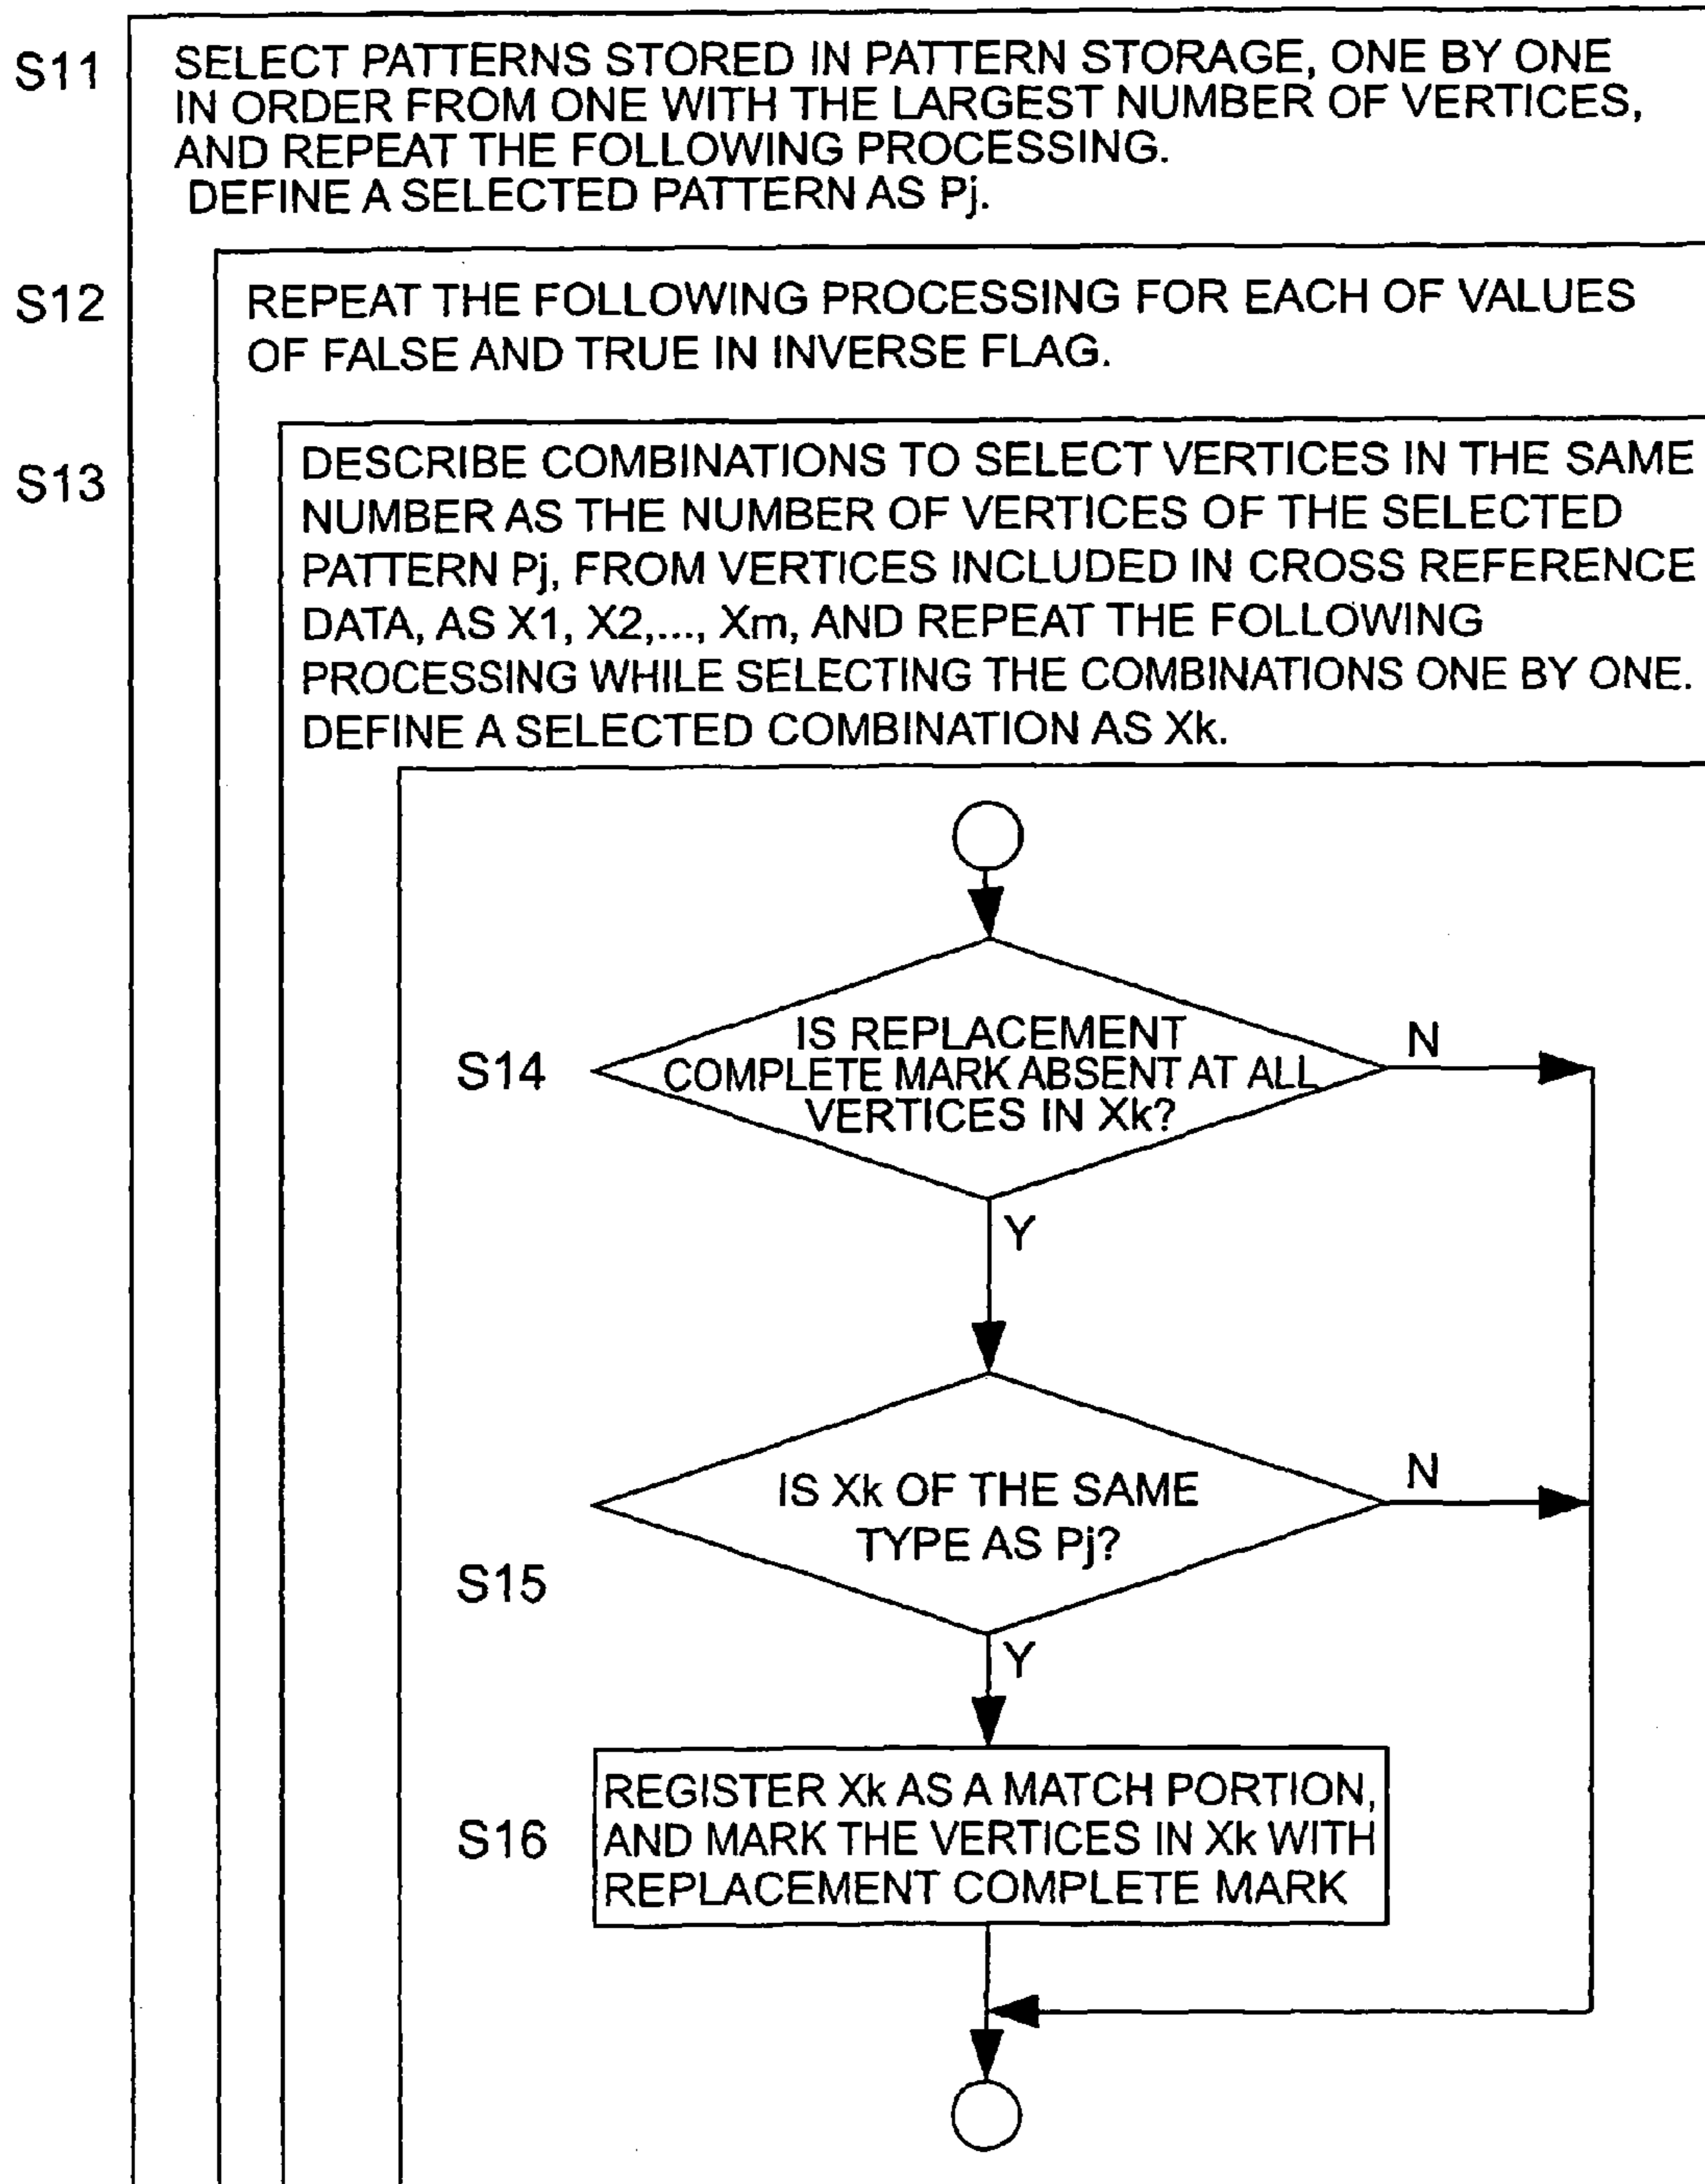 S11
SELECT PATTERNS STORED IN PATTERN STORAGE, ONE BY ONE
IN ORDER FROM ONE WITH THE LARGEST NUMBER OF VERTICES,
AND REPEAT THE FOLLOWING PROCESSING.
DEFINE A SELECTED PATTERN AS Pj.
S12
REPEAT THE FOLLOWING PROCESSING FOR EACH OF VALUES
OF FALSE AND TRUE IN INVERSE FLAG.
S13
DESCRIBE COMBINATIONS TO SELECT VERTICES IN THE SAME
NUMBER AS THE NUMBER OF VERTICES OF THE SELECTED
PATTERN Pj, FROM VERTICES INCLUDED IN CROSS REFERENCE
DATA, AS X1, X2,..., Xm, AND REPEAT THE FOLLOWING
PROCESSING WHILE SELECTING THE COMBINATIONS ONE BY ONE.
DEFINE A SELECTED COMBINATION AS Xk.
S14
IS REPLACEMENT
COMPLETE MARK ABSENT AT ALL
VERTICES IN Xk?
N
Y
S15
IS Xk OF THE SAME
TYPE AS Pj?
N
Y
S16
REGISTER Xk AS A MATCH PORTION,
AND MARK THE VERTICES IN Xk WITH
REPLACEMENT COMPLETE MARK